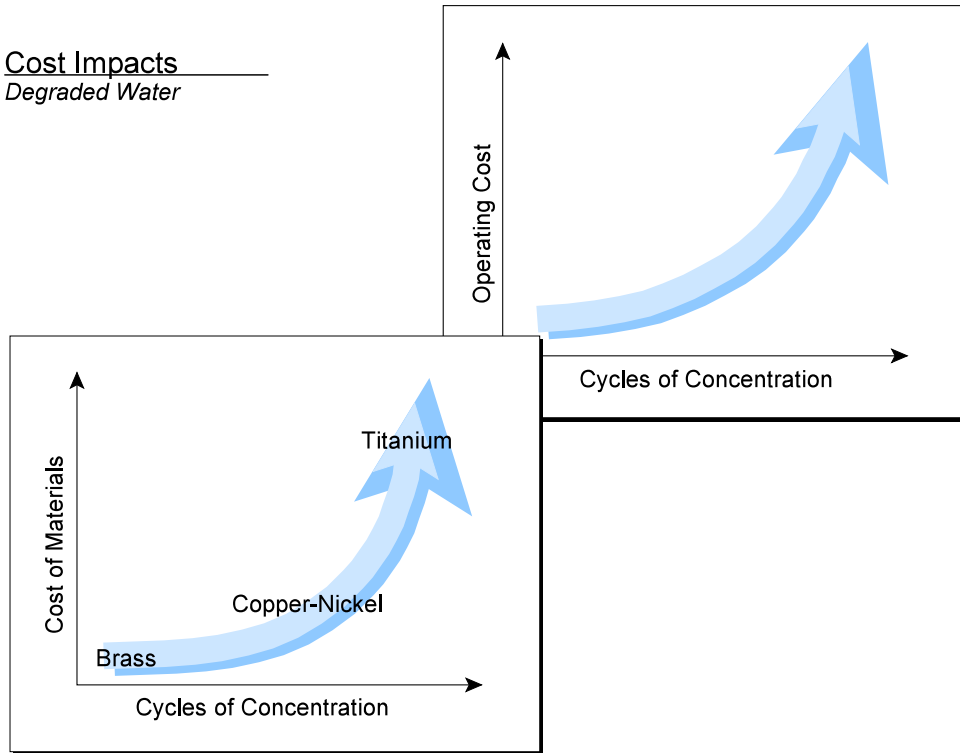 Cost Impacts
Degraded Water
Operating Cost
Cycles of Concentration
Cost of Materials
Titanium
Copper-Nickel
Brass
Cycles of Concentration